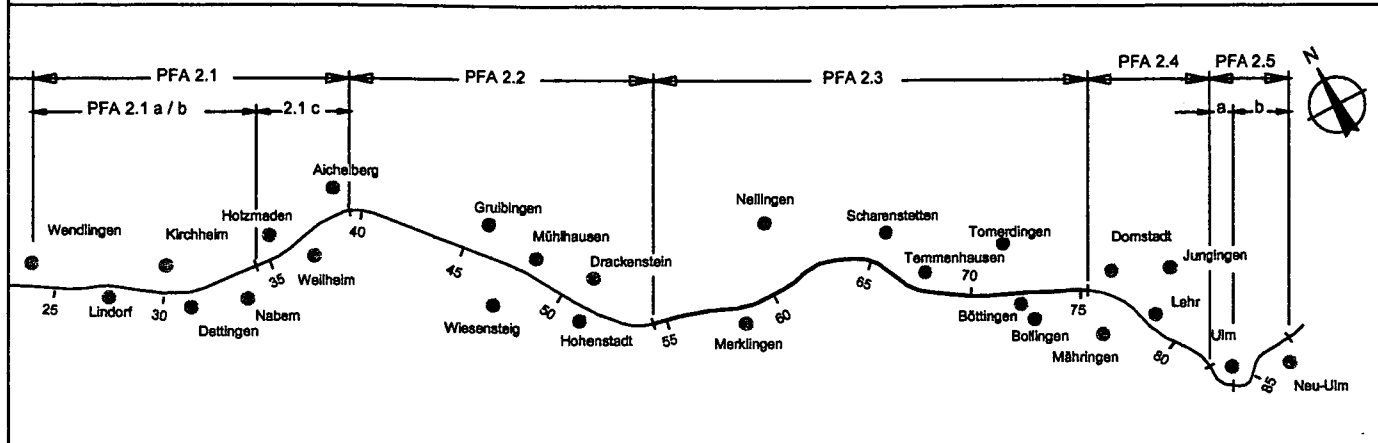 PFA 2.1
PFA 2.2
PFA 2.3
PFA 2.4
PFA 2.5
N
PFA 2.1 a / b
2.1 c
a
b
Aichelberg
Wendlingen
Kirchheim
Holzmaden
Gruibingen
Mühlhausen
Drackenstein
Nellingen
Scharenstetten
Tomerdingen
Temmenhausen
Dornstadt
Jungingen
Lehr
Ulm
25
30
35
40
45
50
55
60
65
70
75
80
85
Lindorf
Dettingen
Nabern
Weilheim
Wiesensteig
Hohenstadt
Merklingen
Böttingen
Bollingen
Mähringen
Neu-Ulm